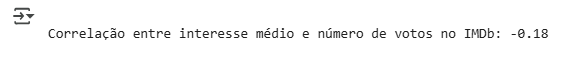 Correlação entre interesse médio e número de votos no IMDb: -0.18